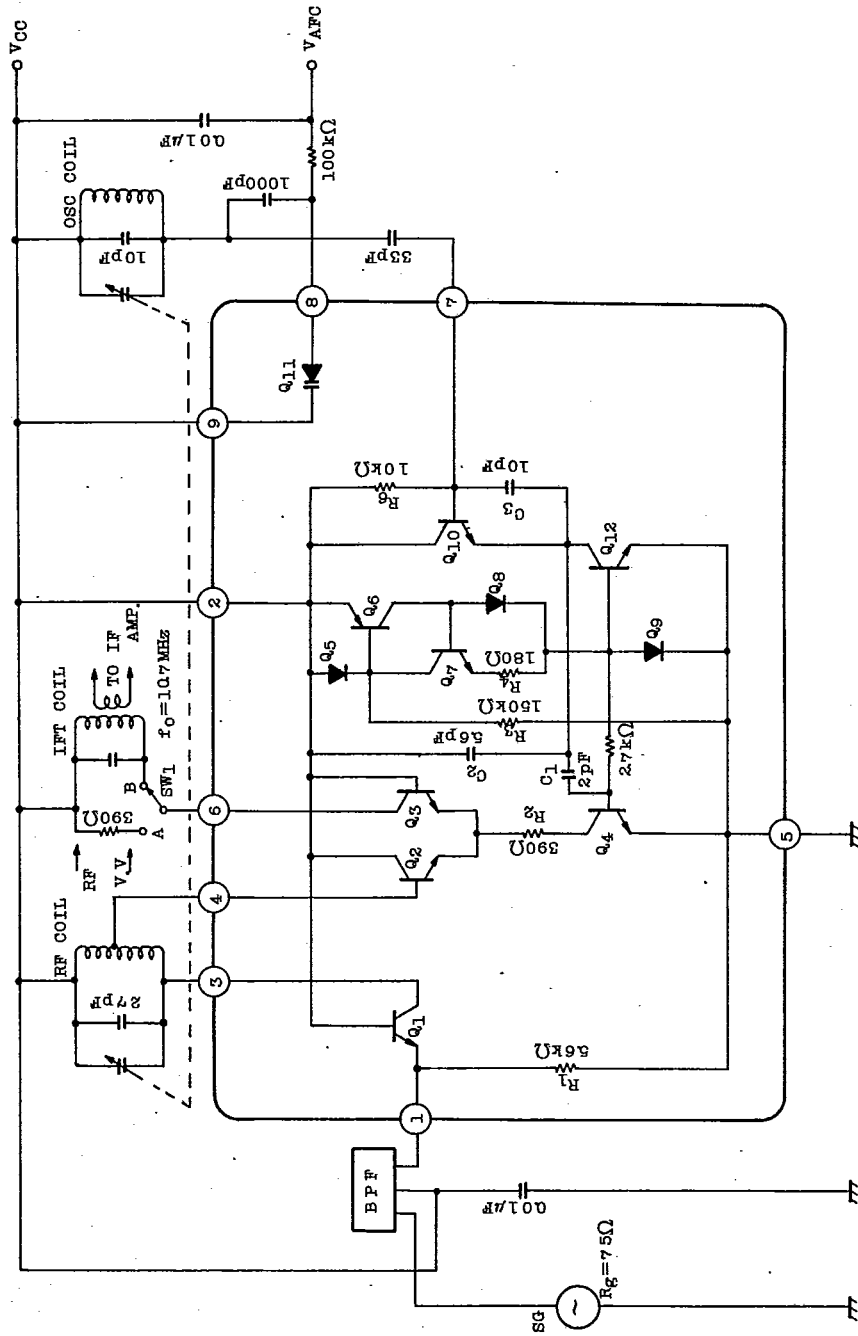 VCC
VAFC
0.01μF
100kΩ
1000pF
OSC COIL
10pF
33pF
8
7
9
Q11
R6 10kΩ
C3 10pF
Q10
Q12
2
Q5
Q6
Q7
Q8
R4 180Ω
Q9
R3 150kΩ
C2 5.6pF
C1 2pF
2.7kΩ
IFT COIL
TO IF AMP.
fo=10.7MHz
390Ω
B
SW1
A
RF
V.V
6
4
Q3
Q2
R2 390Ω
Q4
5
RF COIL
27pF
3
Q1
R1 5.6kΩ
1
BPF
0.01μF
Rg=75Ω
SG
~